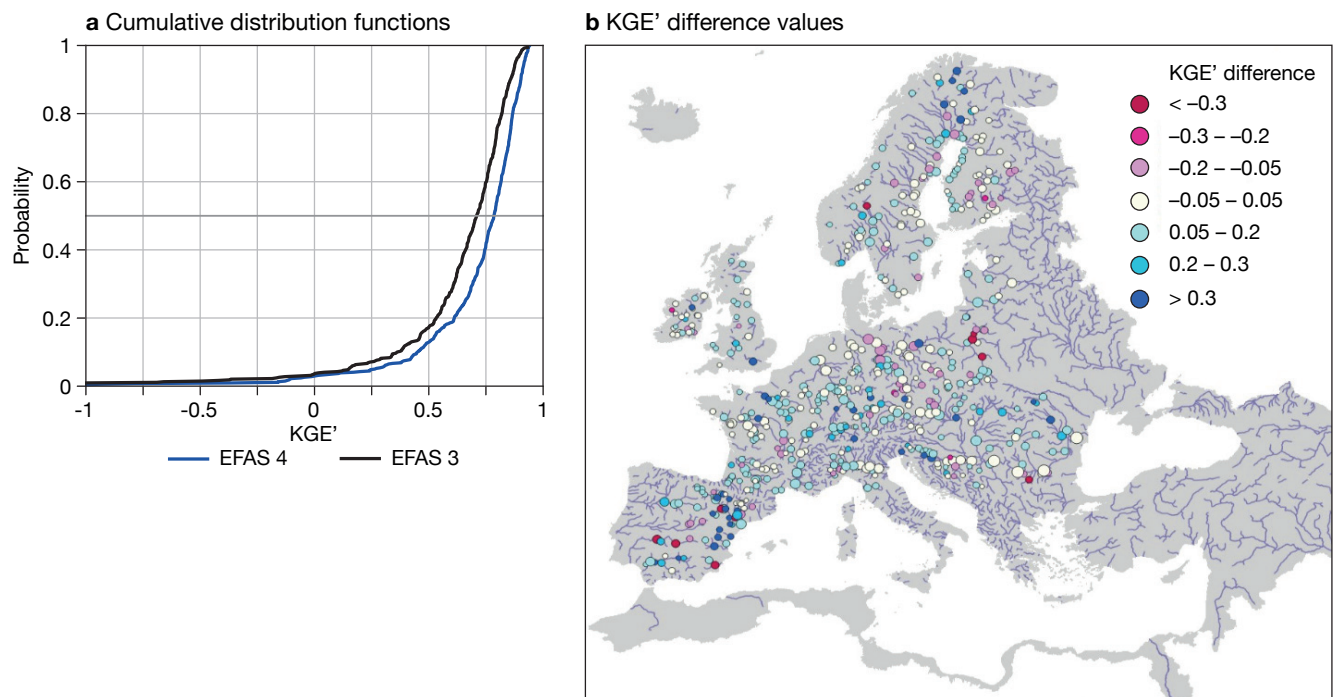 a Cumulative distribution functions
1
0.8
0.6
0.4
0.2
0
Probability
-1
-0.5
0
0.5
1
KGE’
EFAS 4
EFAS 3
b KGE’ difference values
KGE’ difference
< –0.3
–0.3 – –0.2
–0.2 – –0.05
–0.05 – 0.05
0.05 – 0.2
0.2 – 0.3
> 0.3